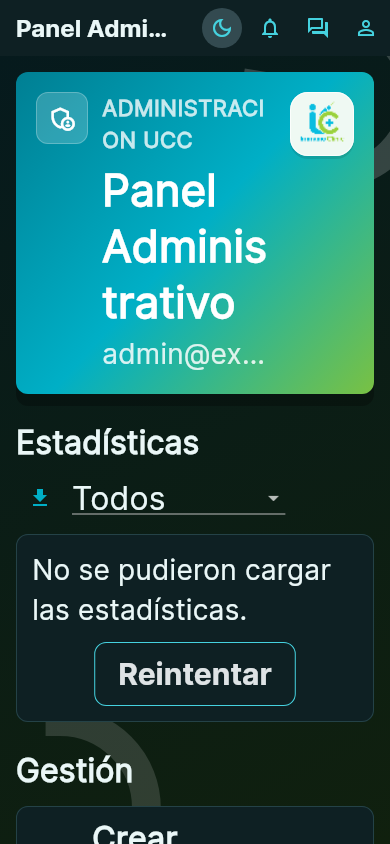 Panel Admi...
ADMINISTRACI
ON UCC
Panel
Adminis
trativo
admin@ex...
Estadísticas
Todos
No se pudieron cargar
las estadísticas.
Reintentar
Gestión
Crear